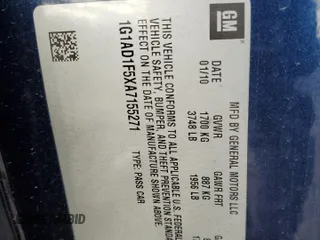 GM
MFD BY GENERAL MOTORS LLC
DATE GVWR GAWR FRT
01/10 1700 KG 887 KG
3748 LB 1956 LB
THIS VEHICLE CONFORMS TO ALL APPLICABLE U.S. FEDERAL
VEHICLE SAFETY, BUMPER, AND THEFT PREVENTION STAND
EFFECT ON THE DATE OF MANUFACTURE SHOWN ABOVE.
1G1AD1F5XA7155271 TYPE: PASS CAR